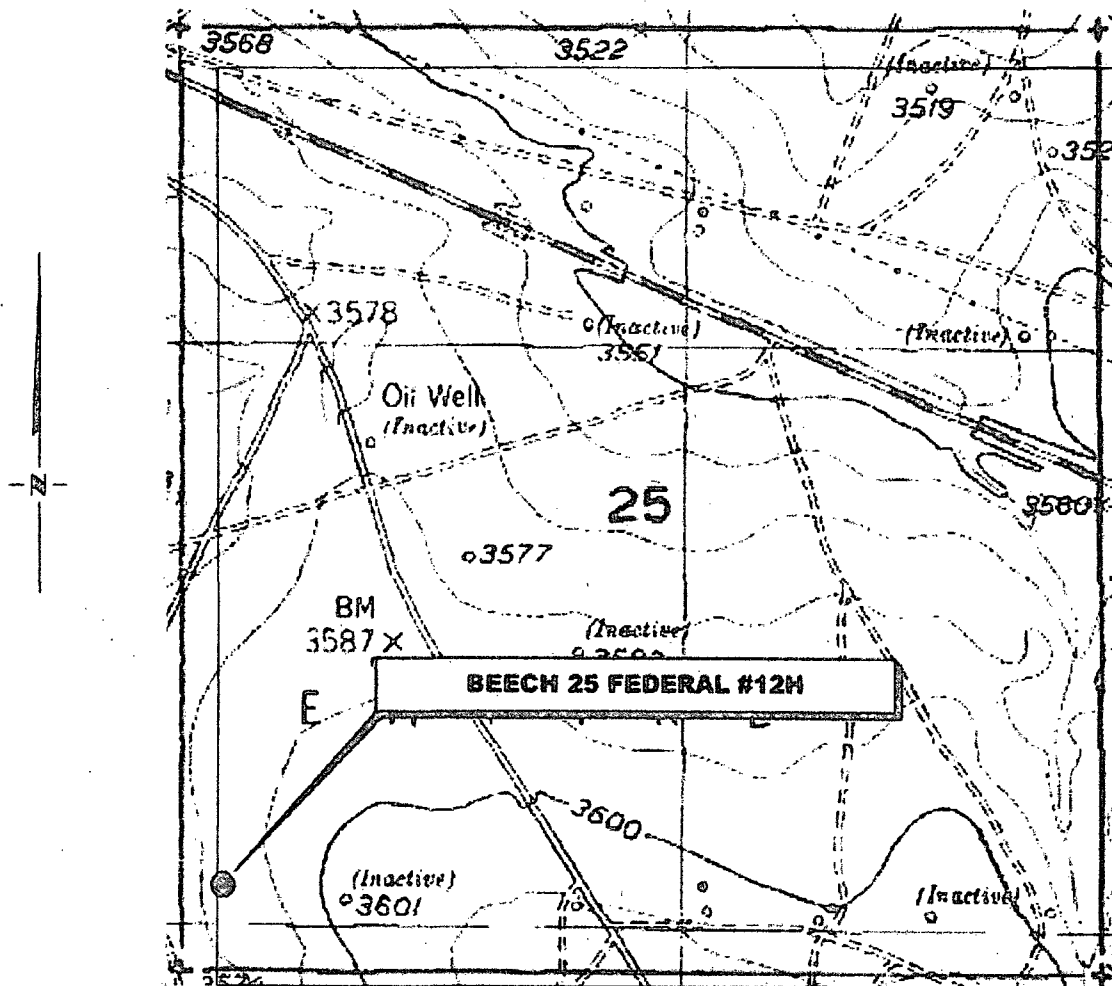 3568
3522
(Inactive)
3519
352
3578
(Inactive)
3551
(Inactive)
Oil Well
(Inactive)
25
3580
3577
BM
3587
(Inactive)
BEECH 25 FEDERAL #12H
E
3600
(Inactive)
3601
(Inactive)
N